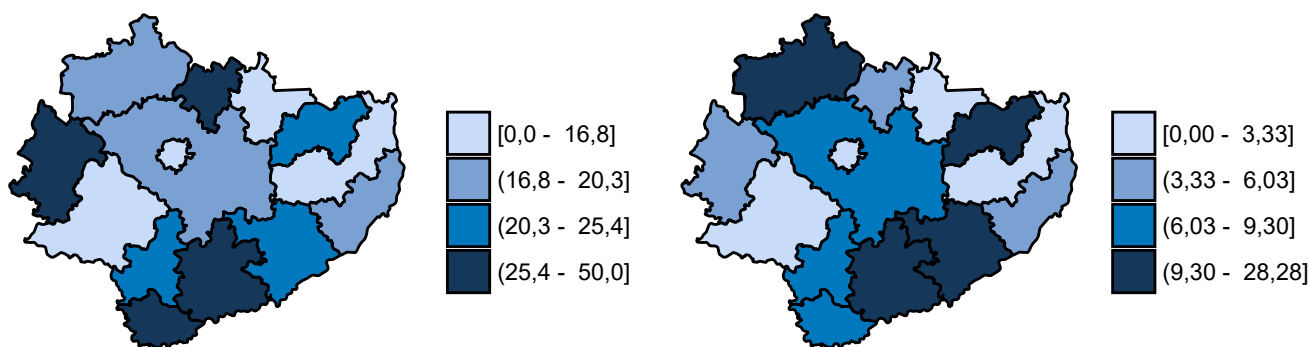 [0,0 - 16,8]
(16,8 - 20,3]
(20,3 - 25,4]
(25,4 - 50,0]
[0,00 - 3,33]
(3,33 - 6,03]
(6,03 - 9,30]
(9,30 - 28,28]